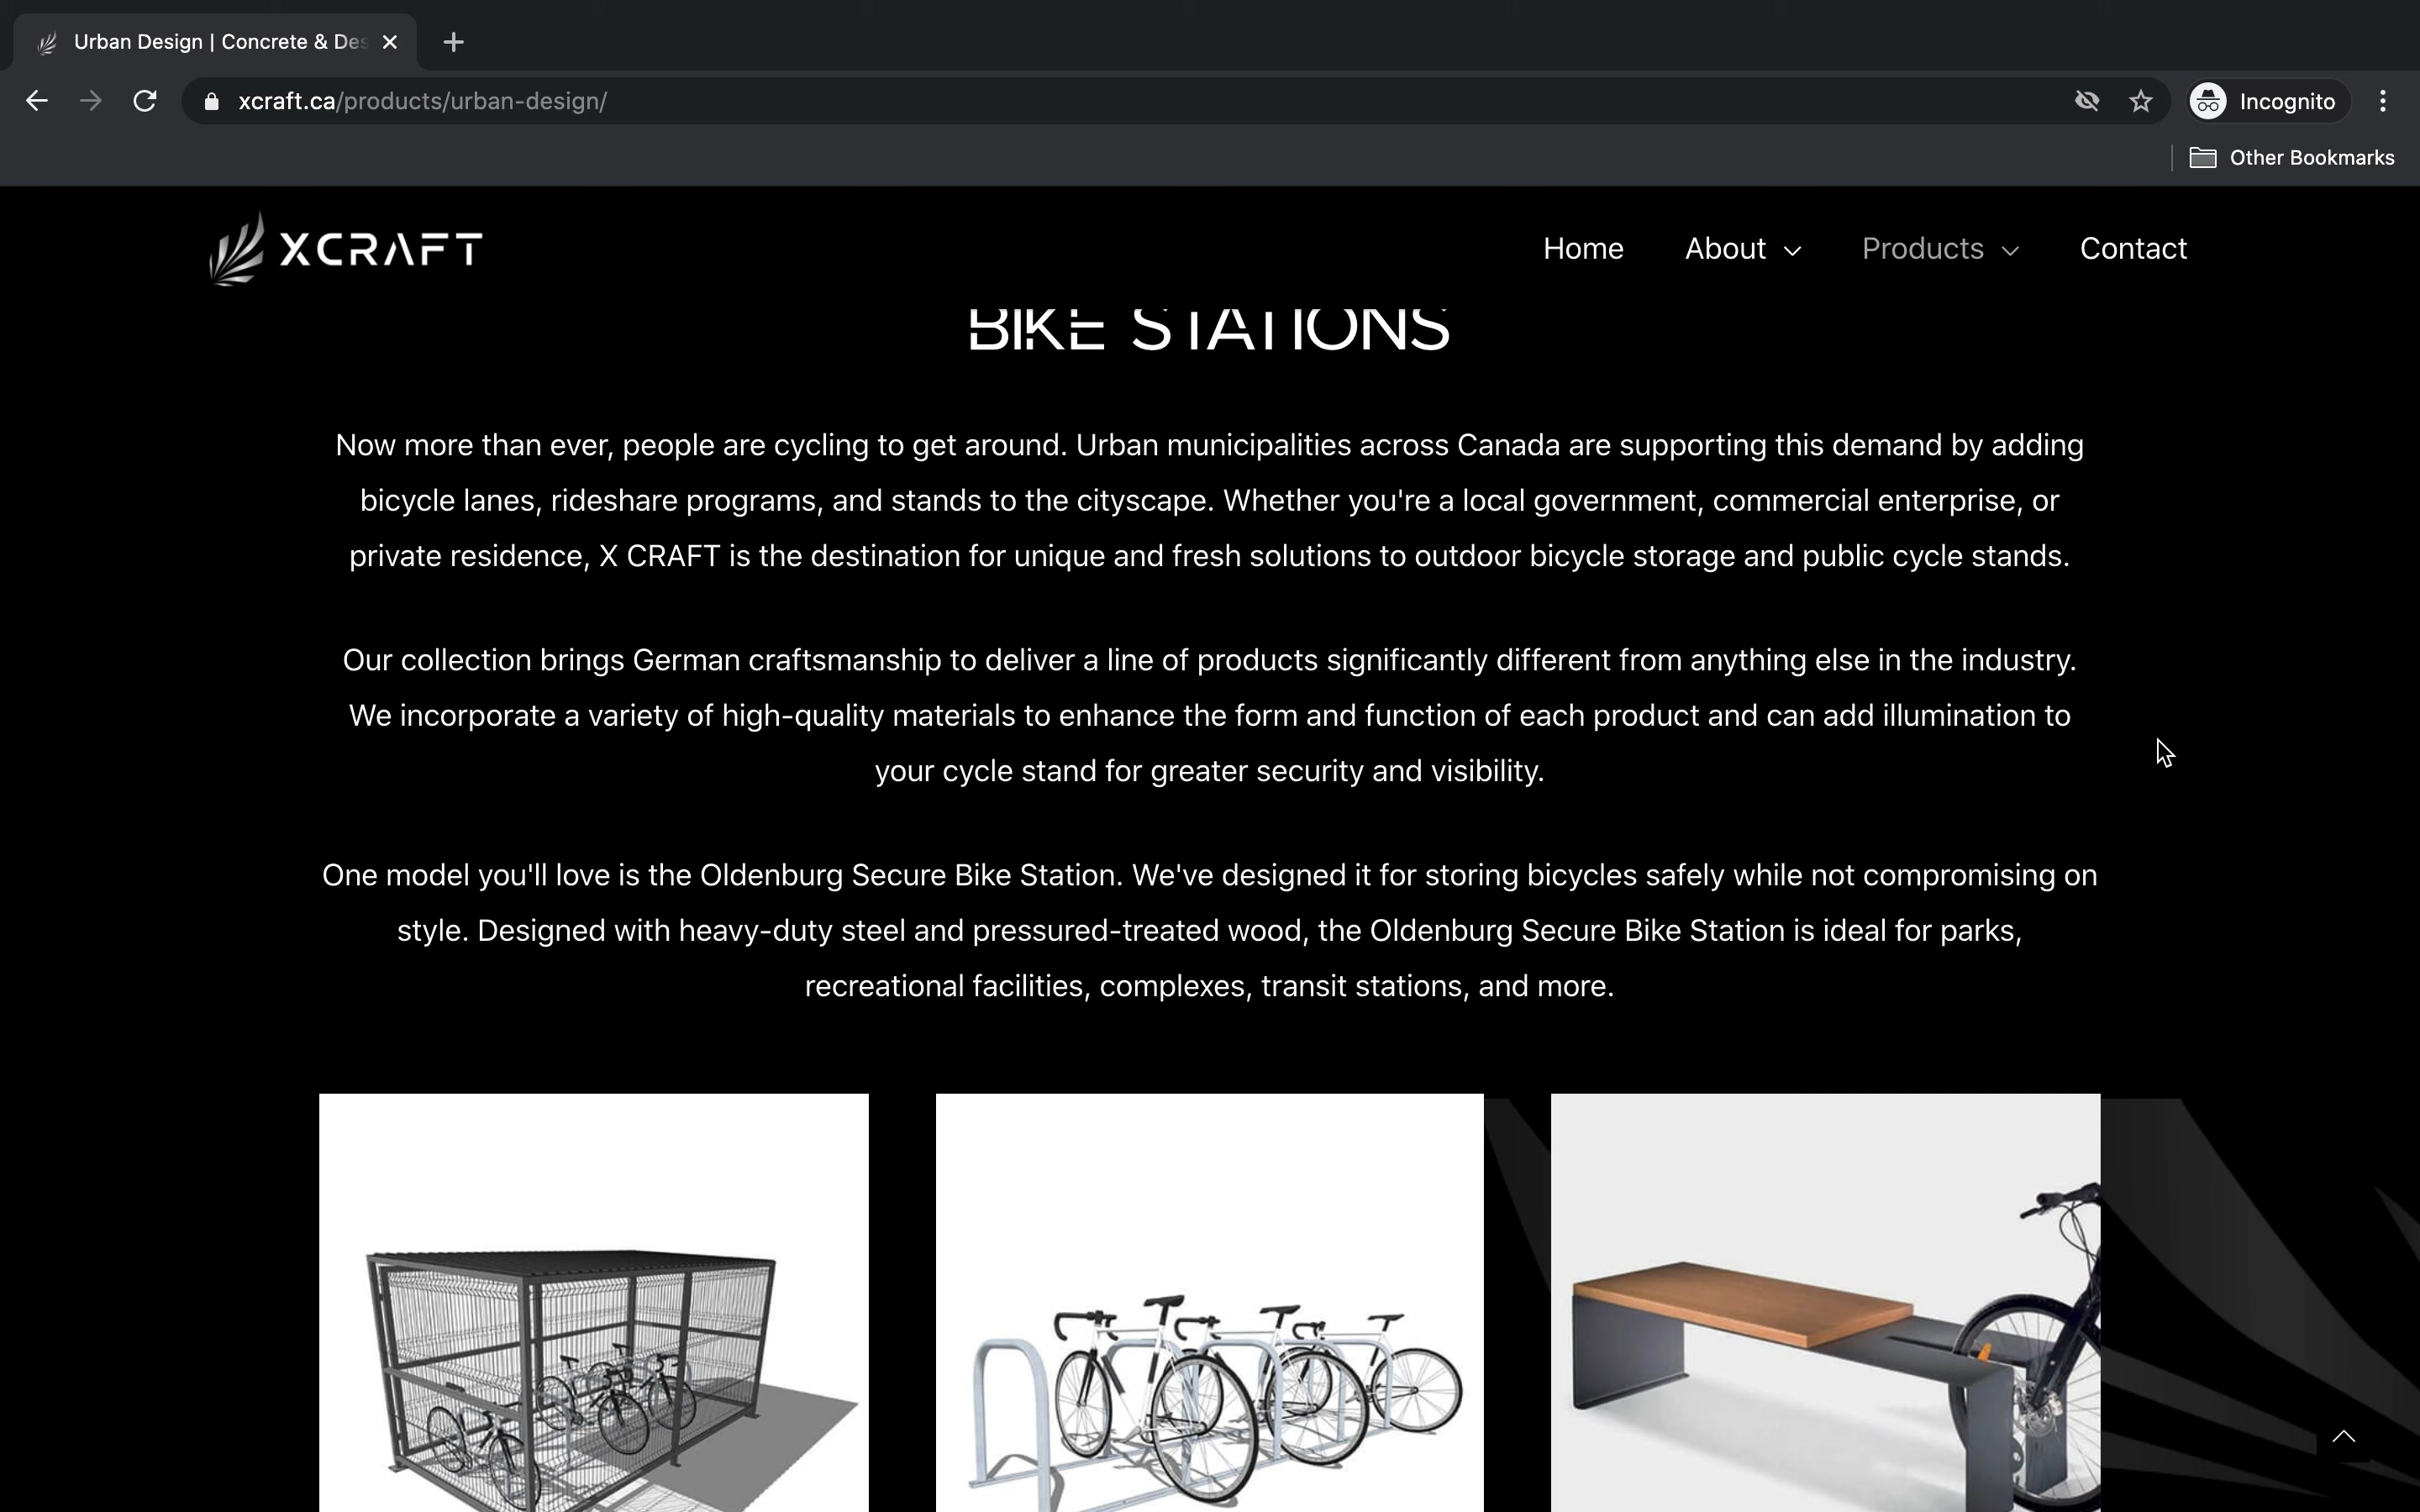 Urban Design | Concrete & Des
xcraft.ca/products/urban-design/
Incognito
Other Bookmarks
XCRAFT
Home About Products Contact
BIKE STATIONS
Now more than ever, people are cycling to get around. Urban municipalities across Canada are supporting this demand by adding
bicycle lanes, rideshare programs, and stands to the cityscape. Whether you're a local government, commercial enterprise, or
private residence, X CRAFT is the destination for unique and fresh solutions to outdoor bicycle storage and public cycle stands.
Our collection brings German craftsmanship to deliver a line of products significantly different from anything else in the industry.
We incorporate a variety of high-quality materials to enhance the form and function of each product and can add illumination to
your cycle stand for greater security and visibility.
One model you'll love is the Oldenburg Secure Bike Station. We've designed it for storing bicycles safely while not compromising on
style. Designed with heavy-duty steel and pressured-treated wood, the Oldenburg Secure Bike Station is ideal for parks,
recreational facilities, complexes, transit stations, and more.